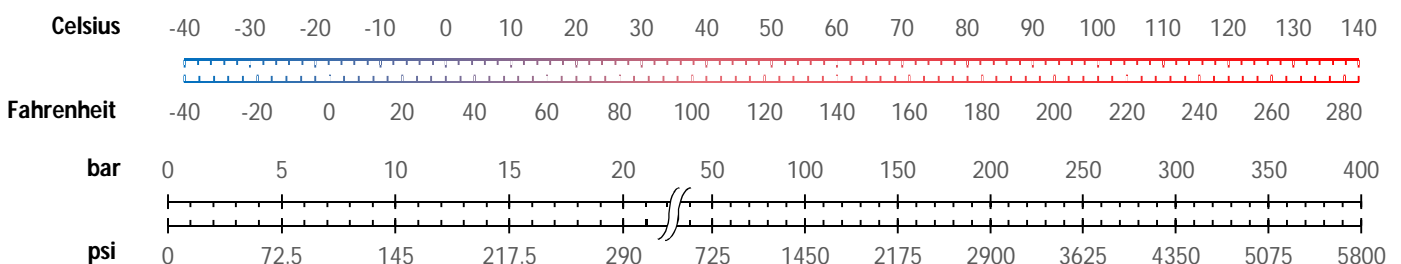 Celsius -40 -30 -20 -10 0 10 20 30 40 50 60 70 80 90 100 110 120 130 140
Fahrenheit -40 -20 0 20 40 60 80 100 120 140 160 180 200 220 240 260 280
bar 0 5 10 15 20 50 100 150 200 250 300 350 400
psi 0 72.5 145 217.5 290 725 1450 2175 2900 3625 4350 5075 5800